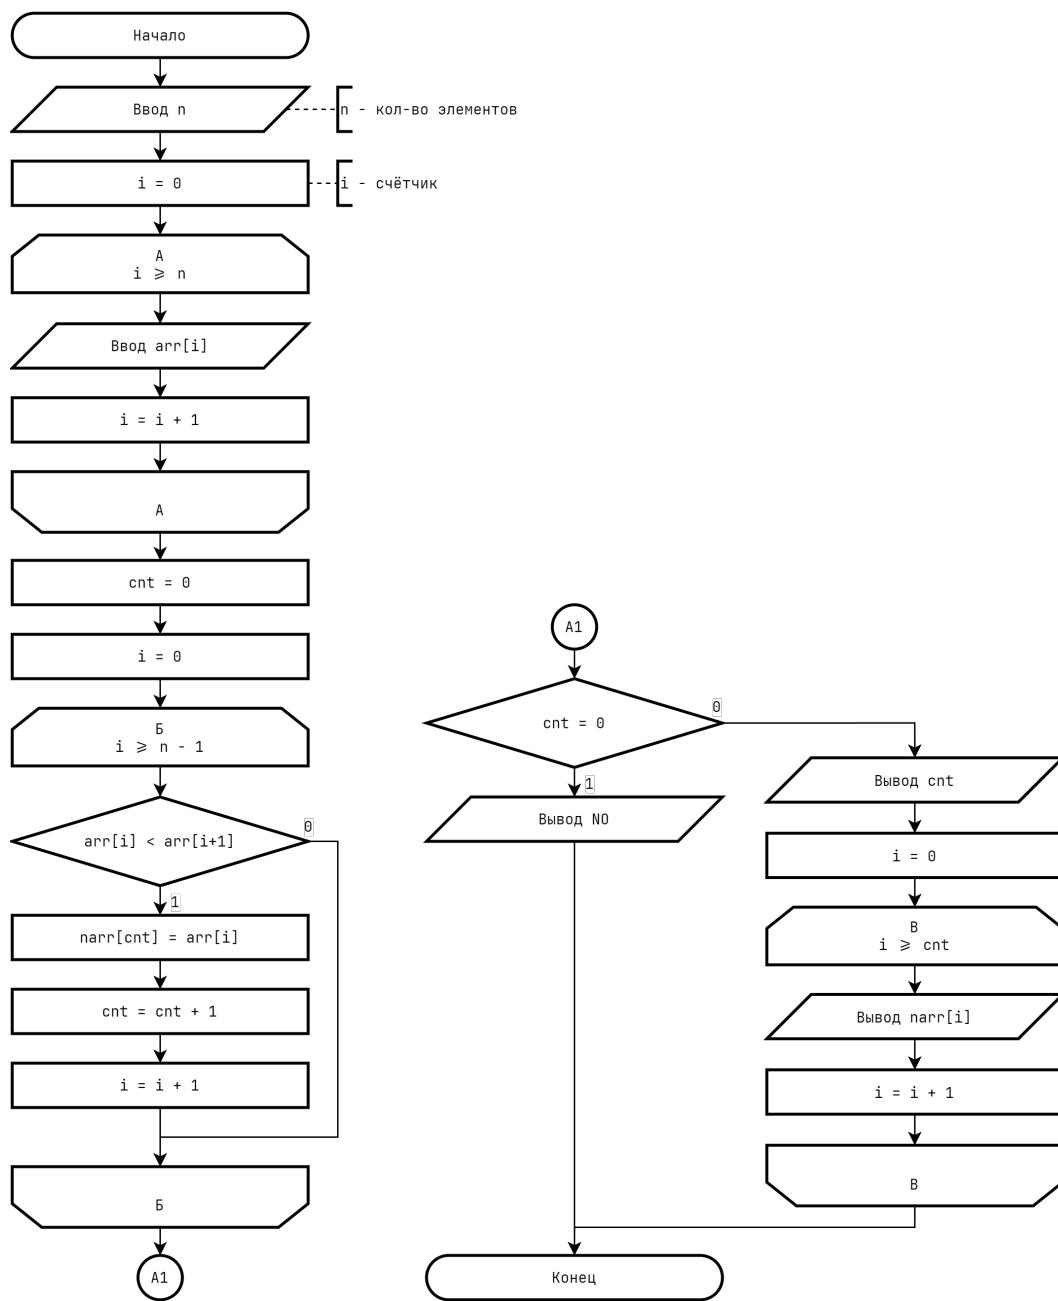 Начало
Ввод n
n - кол-во элементов
i = 0
i - счётчик
А
i ⩾ n
Ввод arr[i]
i = i + 1
А
cnt = 0
i = 0
Б
i ⩾ n - 1
arr[i] < arr[i+1]
0
1
narr[cnt] = arr[i]
cnt = cnt + 1
i = i + 1
Б
А1
А1
cnt = 0
0
1
Вывод NO
Вывод cnt
i = 0
В
i ⩾ cnt
Вывод narr[i]
i = i + 1
В
Конец